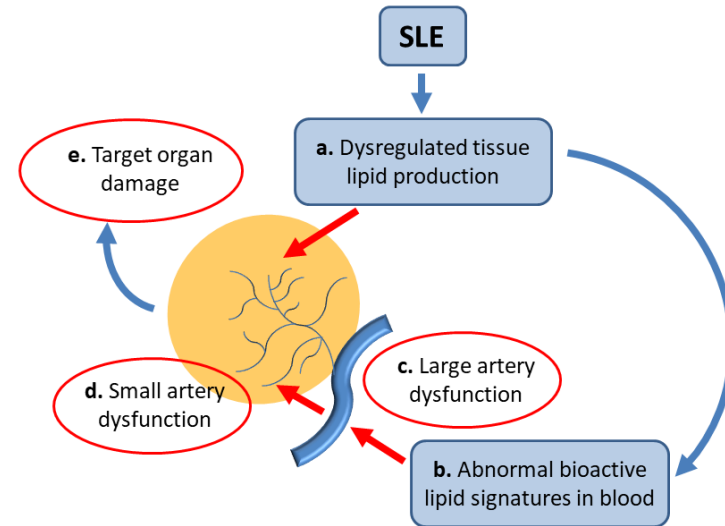 SLE
a. Dysregulated tissue
lipid production
e. Target organ
damage
c. Large artery
dysfunction
d. Small artery
dysfunction
b. Abnormal bioactive
lipid signatures in blood